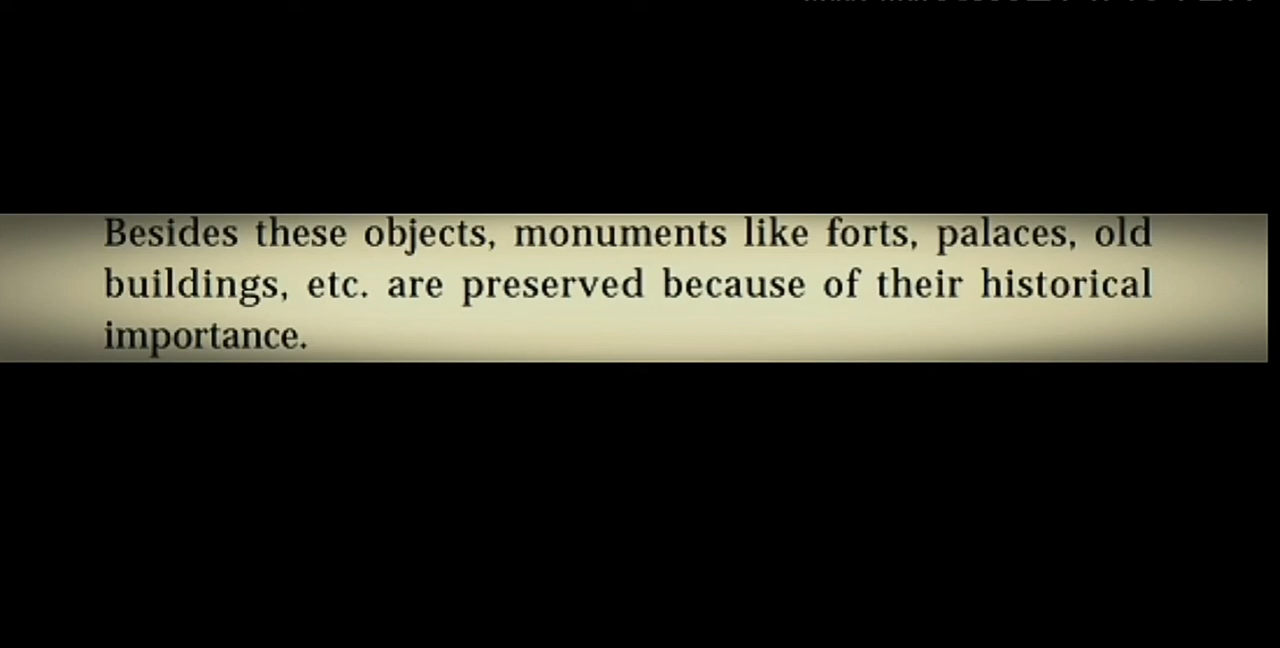 Besides these objects, monuments like forts, palaces, old
buildings, etc. are preserved because of their historical
importance.